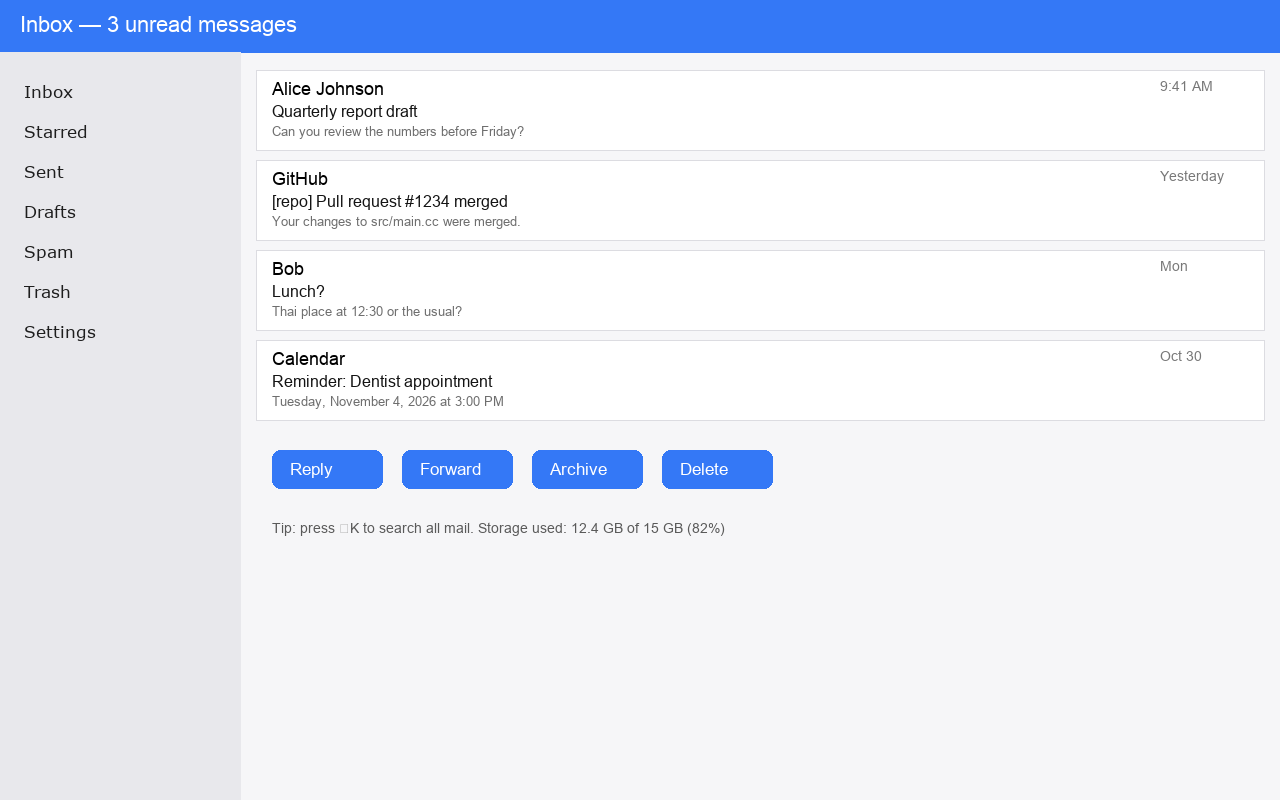 Inbox — 3 unread messages
Inbox
Starred
Sent
Drafts
Spam
Trash
Settings
Alice Johnson
9:41 AM
Quarterly report draft
Can you review the numbers before Friday?
GitHub
Yesterday
[repo] Pull request #1234 merged
Your changes to src/main.cc were merged.
Bob
Mon
Lunch?
Thai place at 12:30 or the usual?
Calendar
Oct 30
Reminder: Dentist appointment
Tuesday, November 4, 2026 at 3:00 PM
Reply
Forward
Archive
Delete
Tip: press □K to search all mail. Storage used: 12.4 GB of 15 GB (82%)